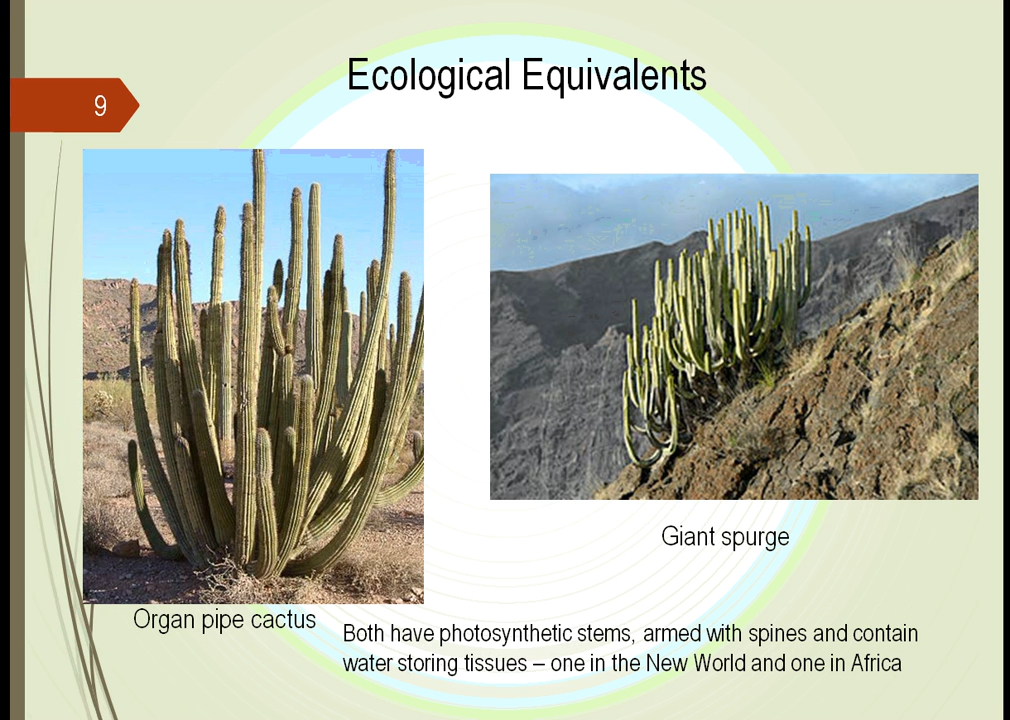 Ecological Equivalents
9
Giant spurge
Organ pipe cactus
Both have photosynthetic stems, armed with spines and contain
water storing tissues – one in the New World and one in Africa